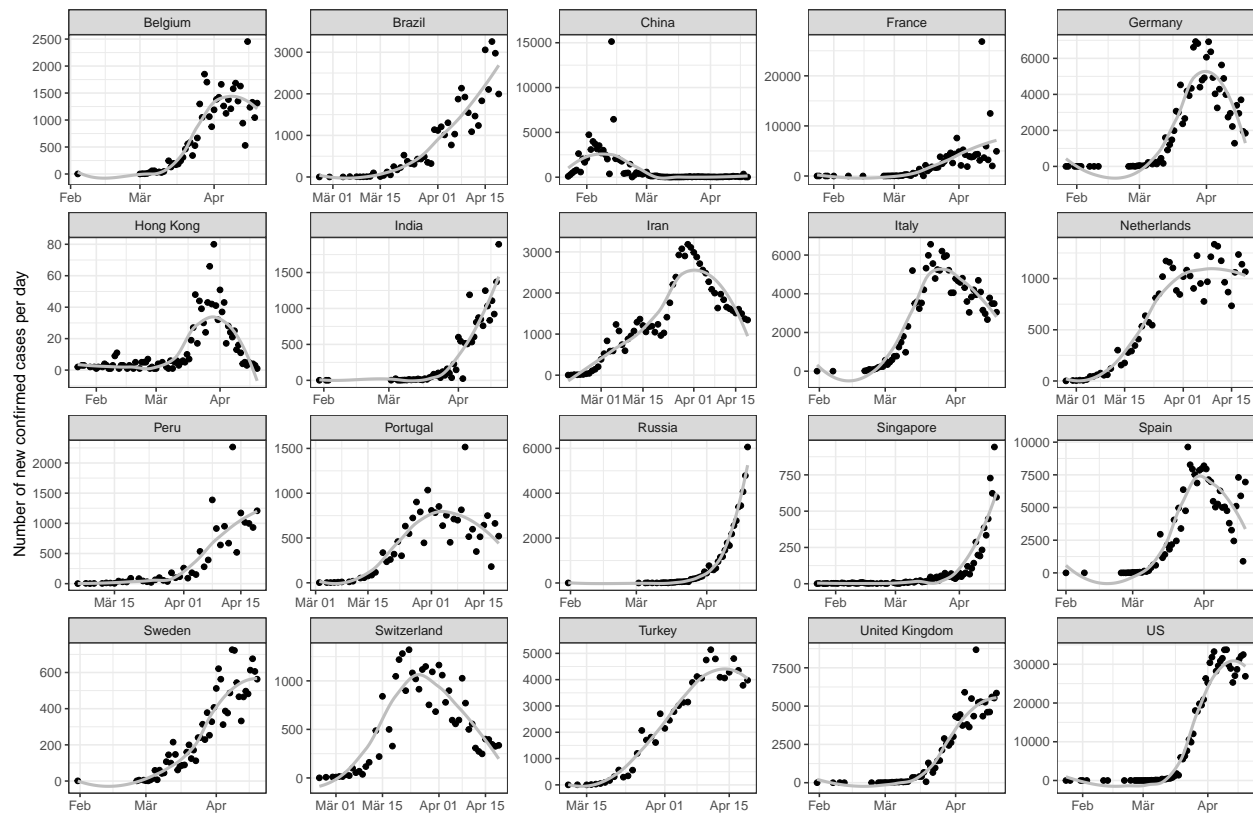 Number of new confirmed cases per day
Belgium Brazil China France Germany
2500 2000 1500 1000 500 0
3000 2000 1000 0
15000 10000 5000 0
20000 10000 0
6000 4000 2000 0
Feb Mär Apr
Mär 01 Mär 15 Apr 01 Apr 15
Feb Mär Apr
Feb Mär Apr
Feb Mär Apr
Hong Kong India Iran Italy Netherlands
80 60 40 20 0
1500 1000 500 0
3000 2000 1000 0
6000 4000 2000 0
1000 500 0
Feb Mär Apr
Feb Mär Apr
Mär 01 Mär 15 Apr 01 Apr 15
Feb Mär Apr
Mär 01 Mär 15 Apr 01 Apr 15
Peru Portugal Russia Singapore Spain
2000 1500 1000 500 0
1500 1000 500 0
6000 4000 2000 0
750 500 250 0
10000 7500 5000 2500 0
Mär 15 Apr 01 Apr 15
Mär 01 Mär 15 Apr 01 Apr 15
Feb Mär Apr
Feb Mär Apr
Feb Mär Apr
Sweden Switzerland Turkey United Kingdom US
600 400 200 0
1000 500 0
5000 4000 3000 2000 1000 0
7500 5000 2500 0
30000 20000 10000 0
Feb Mär Apr
Mär 01 Mär 15 Apr 01 Apr 15
Mär 15 Apr 01 Apr 15
Feb Mär Apr
Feb Mär Apr